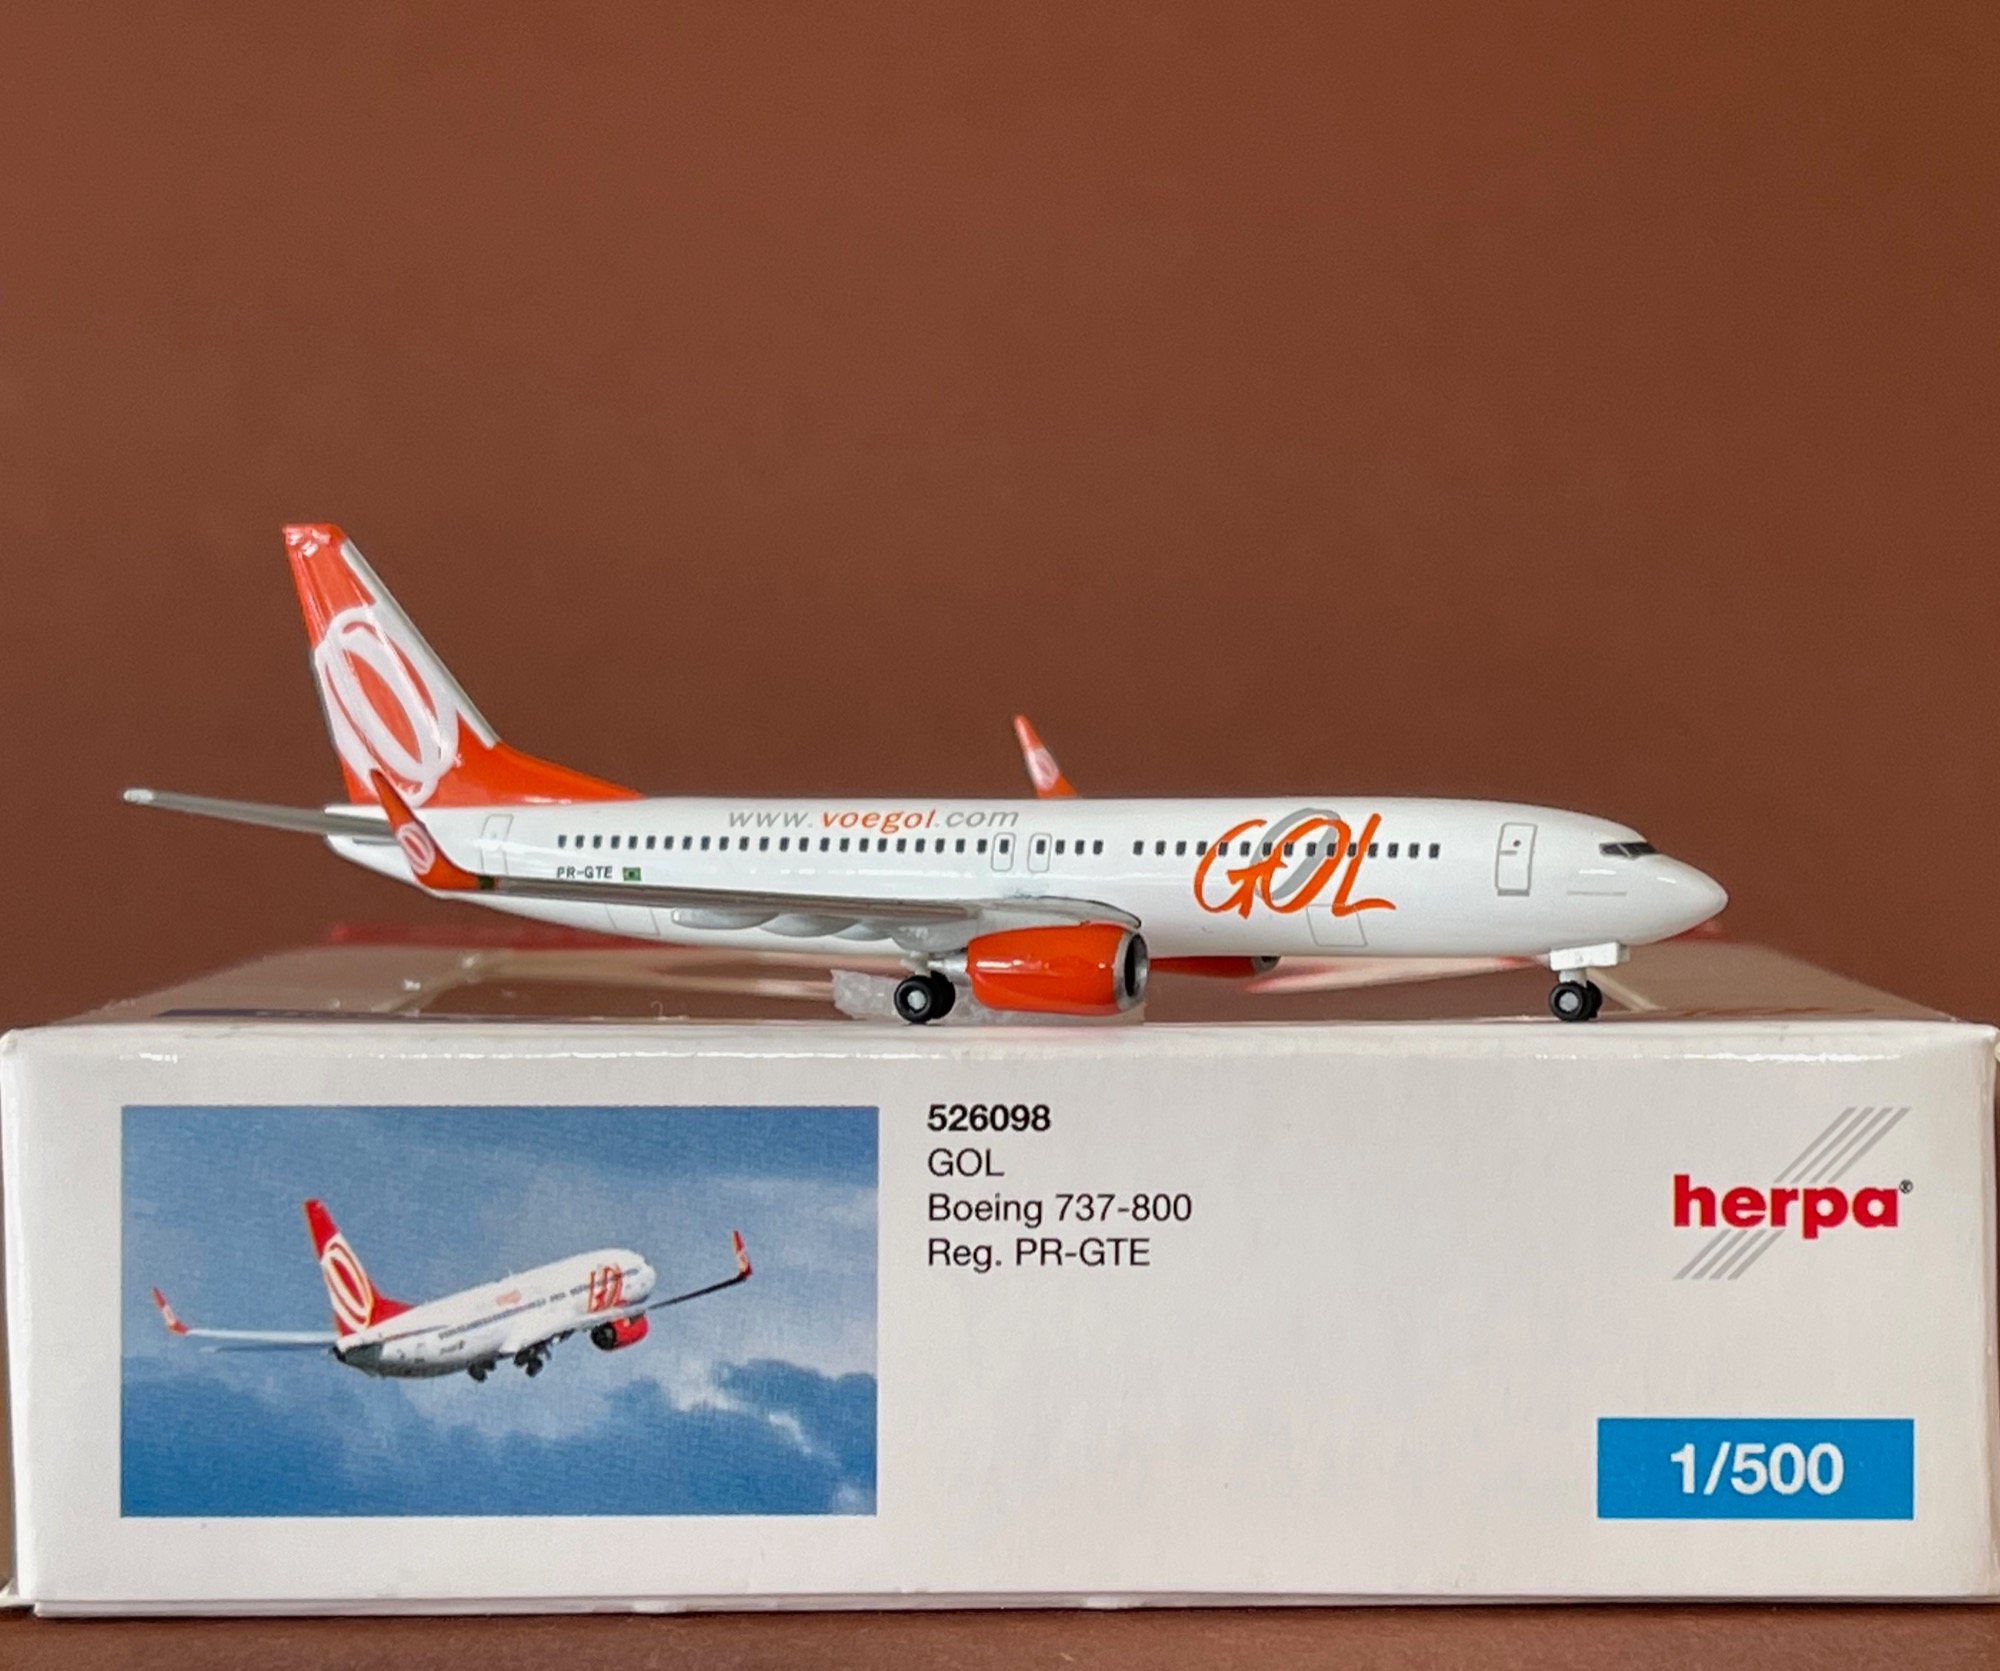 www.voegol.com
GOL
PR-GTE
526098
GOL
Boeing 737-800
Reg. PR-GTE
herpa®
1/500